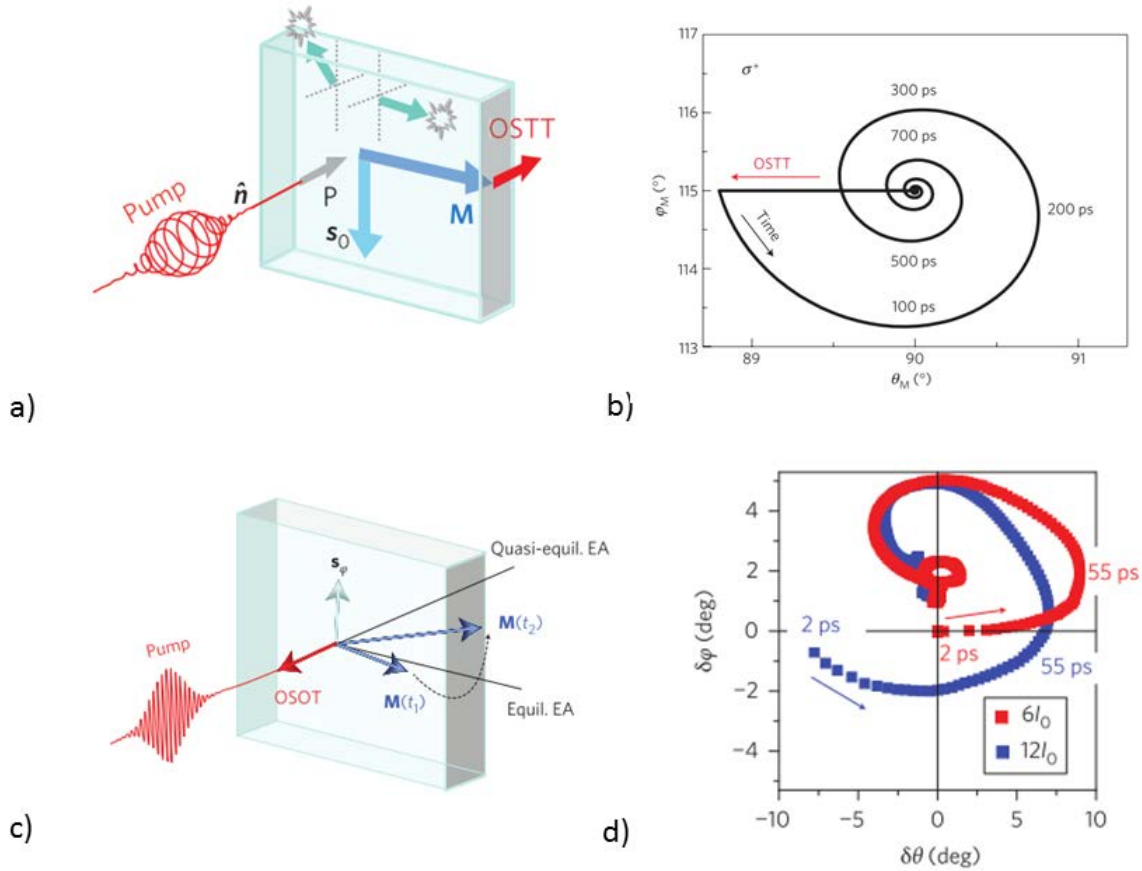 Pump
n̂
P
s₀
M
OSTT
a)
117
116
115
114
113
σ⁺
300 ps
700 ps
OSTT
200 ps
Time
500 ps
100 ps
φM (°)
89
90
91
θM (°)
b)
Pump
OSOT
sφ
Quasi-equil. EA
M(t₂)
M(t₁)
Equil. EA
c)
4
2
0
−2
−4
δφ (deg)
2 ps
2 ps
55 ps
55 ps
6I₀
12I₀
−10
−5
0
5
10
δθ (deg)
d)